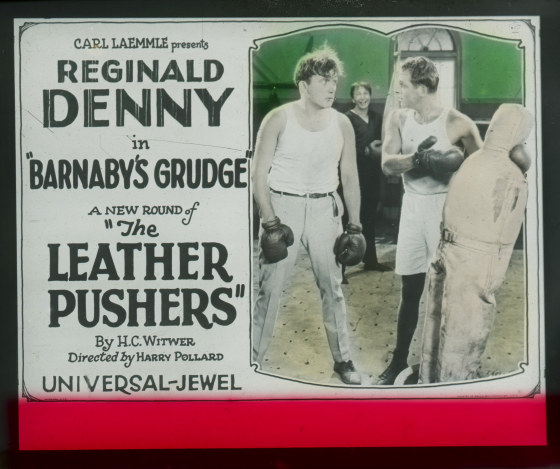 CARL LAEMMLE presents
REGINALD
DENNY
in
"BARNABY'S GRUDGE"
A NEW ROUND of
"The
LEATHER
PUSHERS"
By H.C. WITWER
Directed by HARRY POLLARD
UNIVERSAL-JEWEL